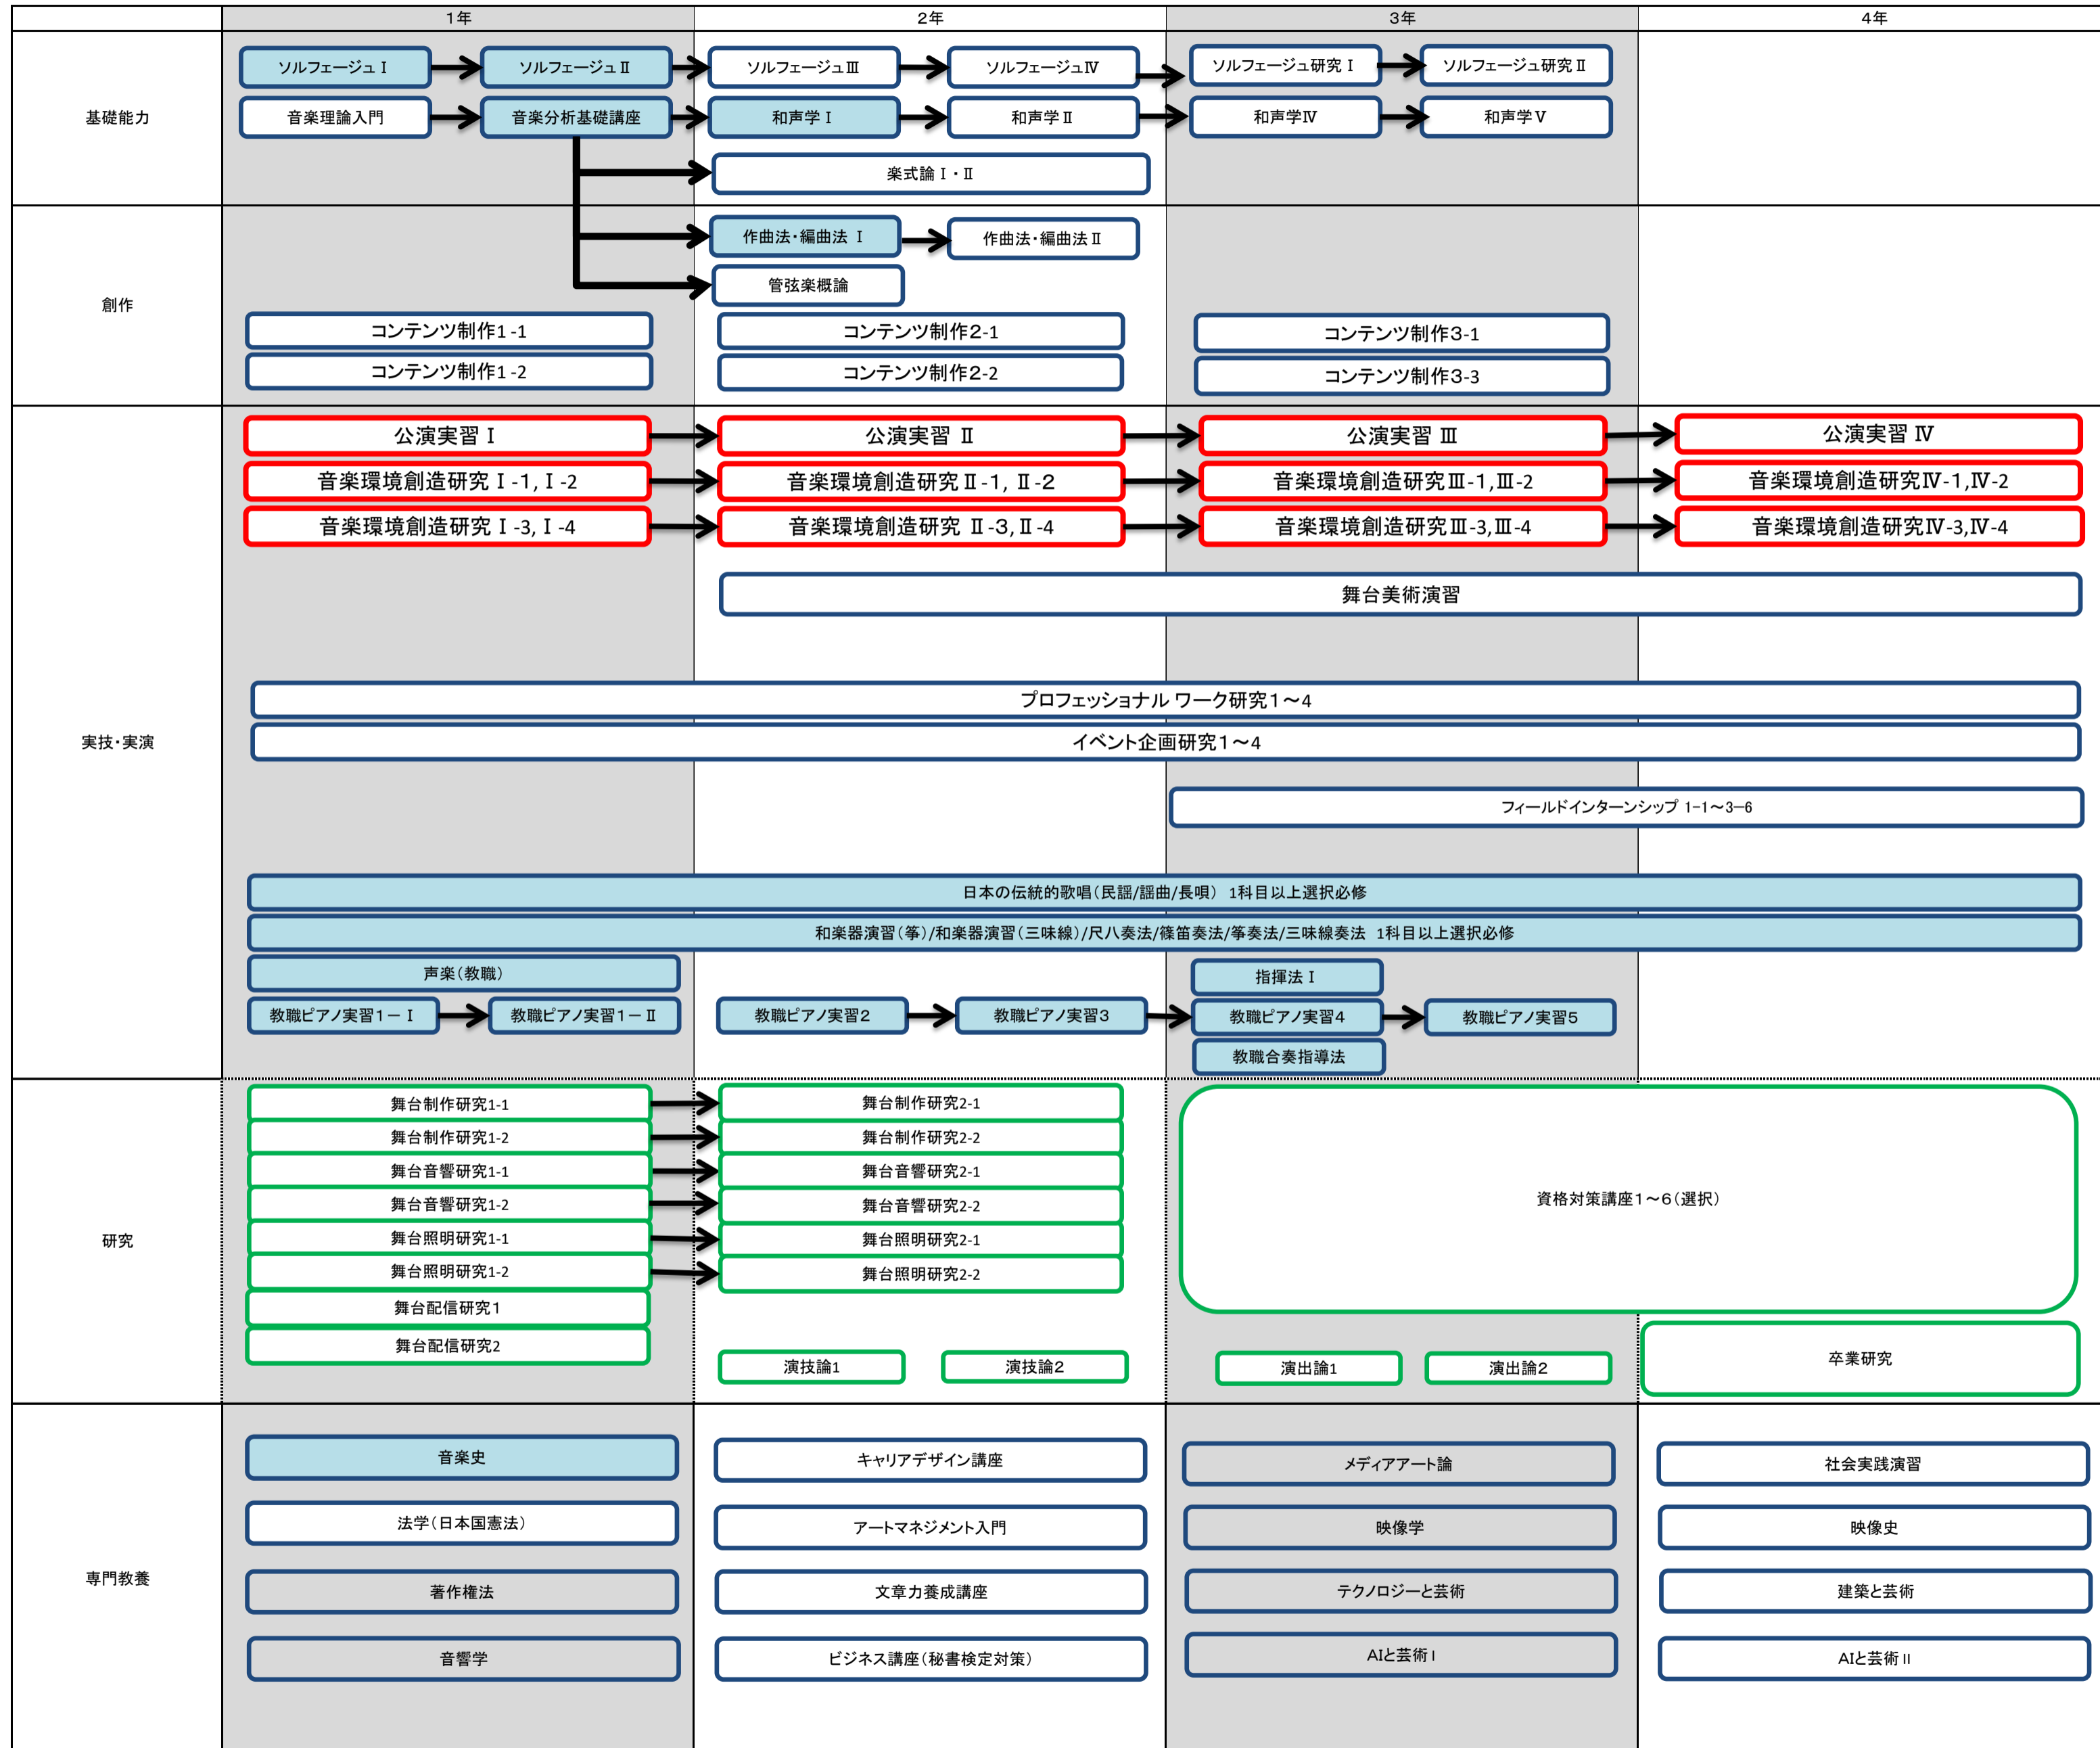 1年
2年
3年
4年
基礎能力
ソルフェージュⅠ
ソルフェージュⅡ
ソルフェージュⅢ
ソルフェージュⅣ
ソルフェージュ研究Ⅰ
ソルフェージュ研究Ⅱ
音楽理論入門
音楽分析基礎講座
和声学Ⅰ
和声学Ⅱ
和声学Ⅳ
和声学Ⅴ
楽式論Ⅰ・Ⅱ
創作
作曲法・編曲法 Ⅰ
作曲法・編曲法Ⅱ
管弦楽概論
コンテンツ制作1-1
コンテンツ制作2-1
コンテンツ制作3-1
コンテンツ制作1-2
コンテンツ制作2-2
コンテンツ制作3-3
実技・実演
公演実習Ⅰ
公演実習 Ⅱ
公演実習 Ⅲ
公演実習 Ⅳ
音楽環境創造研究Ⅰ-1,Ⅰ-2
音楽環境創造研究Ⅱ-1,Ⅱ-2
音楽環境創造研究Ⅲ-1,Ⅲ-2
音楽環境創造研究Ⅳ-1,Ⅳ-2
音楽環境創造研究Ⅰ-3,Ⅰ-4
音楽環境創造研究 Ⅱ-3,Ⅱ-4
音楽環境創造研究Ⅲ-3,Ⅲ-4
音楽環境創造研究Ⅳ-3,Ⅳ-4
舞台美術演習
プロフェッショナル ワーク研究1～4
イベント企画研究1～4
フィールドインターンシップ 1-1～3-6
日本の伝統的歌唱(民謡/謡曲/長唄) 1科目以上選択必修
和楽器演習(箏)/和楽器演習(三味線)/尺八奏法/篠笛奏法/箏奏法/三味線奏法 1科目以上選択必修
声楽(教職)
指揮法Ⅰ
教職ピアノ実習1－Ⅰ
教職ピアノ実習1－Ⅱ
教職ピアノ実習2
教職ピアノ実習3
教職ピアノ実習4
教職ピアノ実習5
教職合奏指導法
研究
舞台制作研究1-1
舞台制作研究2-1
舞台制作研究1-2
舞台制作研究2-2
舞台音響研究1-1
舞台音響研究2-1
舞台音響研究1-2
舞台音響研究2-2
舞台照明研究1-1
舞台照明研究2-1
舞台照明研究1-2
舞台照明研究2-2
舞台配信研究1
舞台配信研究2
資格対策講座1～6(選択)
演技論1
演技論2
演出論1
演出論2
卒業研究
専門教養
音楽史
キャリアデザイン講座
メディアアート論
社会実践演習
法学(日本国憲法)
アートマネジメント入門
映像学
映像史
著作権法
文章力養成講座
テクノロジーと芸術
建築と芸術
音響学
ビジネス講座(秘書検定対策)
AIと芸術Ⅰ
AIと芸術Ⅱ